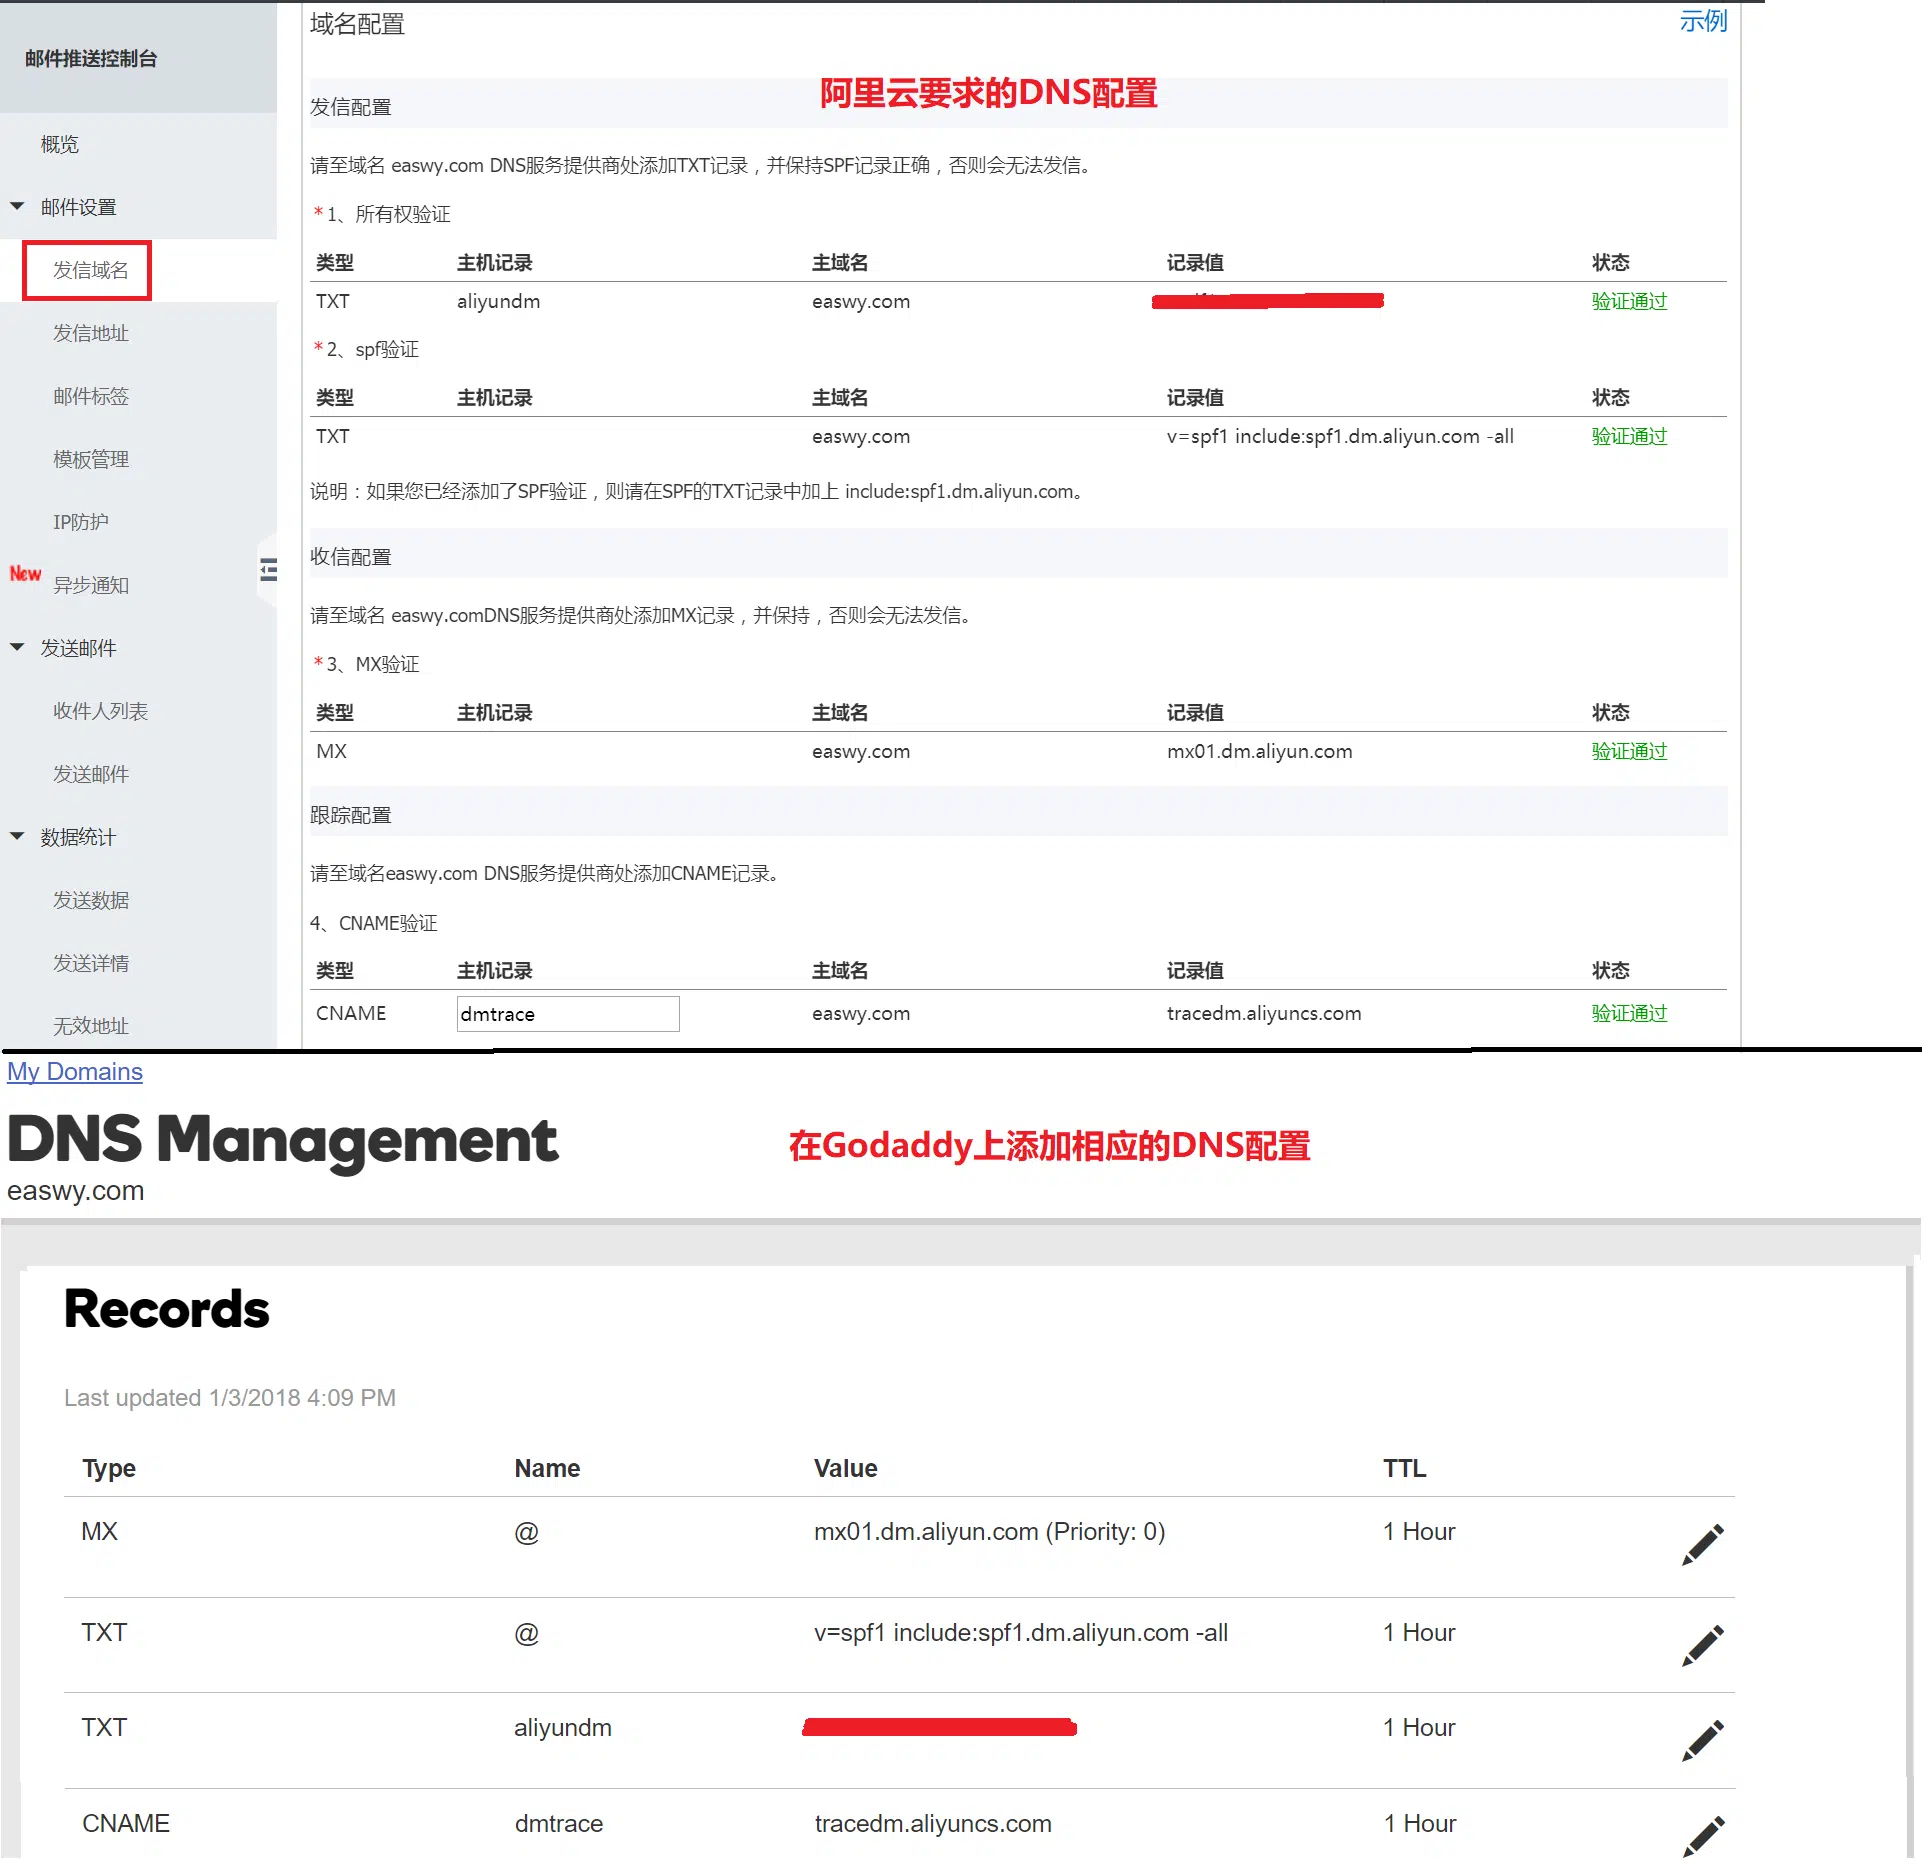 邮件推送控制台
概览
邮件设置
发信域名
发信地址
邮件标签
模板管理
IP防护
New 异步通知
发送邮件
收件人列表
发送邮件
数据统计
发送数据
发送详情
无效地址
域名配置 示例
阿里云要求的DNS配置
发信配置
请至域名 easwy.com DNS服务提供商处添加TXT记录，并保持SPF记录正确，否则会无法发信。
*1、所有权验证
类型 主机记录 主域名 记录值 状态
TXT aliyundm easwy.com 验证通过
*2、spf验证
类型 主机记录 主域名 记录值 状态
TXT easwy.com v=spf1 include:spf1.dm.aliyun.com -all 验证通过
说明：如果您已经添加了SPF验证，则请在SPF的TXT记录中加上 include:spf1.dm.aliyun.com。
收信配置
请至域名 easwy.comDNS服务提供商处添加MX记录，并保持，否则会无法发信。
*3、MX验证
类型 主机记录 主域名 记录值 状态
MX easwy.com mx01.dm.aliyun.com 验证通过
跟踪配置
请至域名easwy.com DNS服务提供商处添加CNAME记录。
4、CNAME验证
类型 主机记录 主域名 记录值 状态
CNAME dmtrace easwy.com tracedm.aliyuncs.com 验证通过
My Domains
DNS Management
在Godaddy上添加相应的DNS配置
easwy.com
Records
Last updated 1/3/2018 4:09 PM
Type Name Value TTL
MX @ mx01.dm.aliyun.com (Priority: 0) 1 Hour
TXT @ v=spf1 include:spf1.dm.aliyun.com -all 1 Hour
TXT aliyundm 1 Hour
CNAME dmtrace tracedm.aliyuncs.com 1 Hour